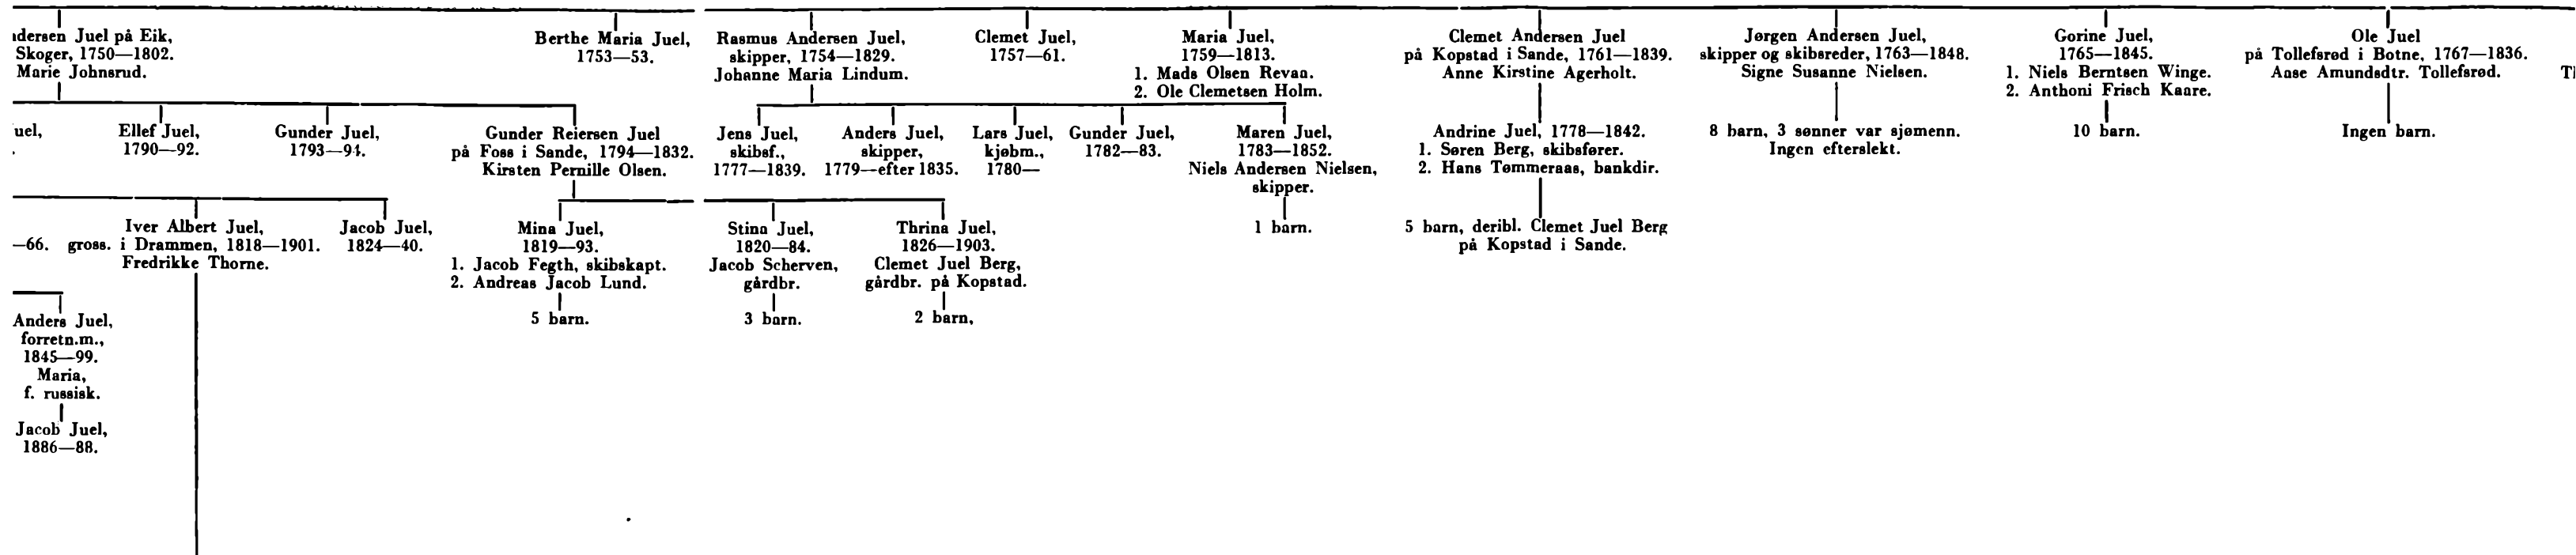 Skoger, 1750—1802.
Marie Johnsrud.
Berthe Maria Juel,
1753—53.
Rasmus Andersen Juel,
skipper, 1754—1829.
Johanne Maria Lindum.
Clemet Juel,
1757—61.
Maria Juel,
1759—1813.
1. Mads Olsen Revaa.
2. Ole Clemetsen Holm.
Clemet Andersen Juel
på Kopstad i Sande, 1761—1839.
Anne Kirstine Agerholt.
Jørgen Andersen Juel,
skipper og skibsreder, 1763—1848.
Signe Susanne Nielsen.
Gorine Juel,
1765—1845.
1. Niels Berntsen Winge.
2. Anthoni Frisch Kaare.
Ole Juel
på Tollefsrød i Botne, 1767—1836.
Aase Amundsdtr. Tollefsrød.
Ellef Juel,
1790—92.
Gunder Juel,
1793—94.
Gunder Reiersen Juel
på Foss i Sande, 1794—1832.
Kirsten Pernille Olsen.
Jens Juel,
skibsf.,
1777—1839.
Anders Juel,
skipper,
1779—efter 1835.
Lars Juel,
kjøbm.,
1780—
Gunder Juel,
1782—83.
Maren Juel,
1783—1852.
Niels Andersen Nielsen,
skipper.
Andrine Juel, 1778—1842.
1. Søren Berg, skibsfører.
2. Hans Tømmeraas, bankdir.
8 barn, 3 sønner var sjømenn.
Ingen efterslekt.
10 barn.
Ingen barn.
—66.
Iver Albert Juel,
gross. i Drammen, 1818—1901.
Fredrikke Thorne.
Jacob Juel,
1824—40.
Mina Juel,
1819—93.
1. Jacob Fegth, skibskapt.
2. Andreas Jacob Lund.
Stina Juel,
1820—84.
Jacob Scherven,
gårdbr.
Thrina Juel,
1826—1903.
Clemet Juel Berg,
gårdbr. på Kopstad.
1 barn.
5 barn, deribl. Clemet Juel Berg
på Kopstad i Sande.
Anders Juel,
forretn.m.,
1845—99.
Maria,
f. russisk.
5 barn.
3 barn.
2 barn,
Jacob Juel,
1886—88.